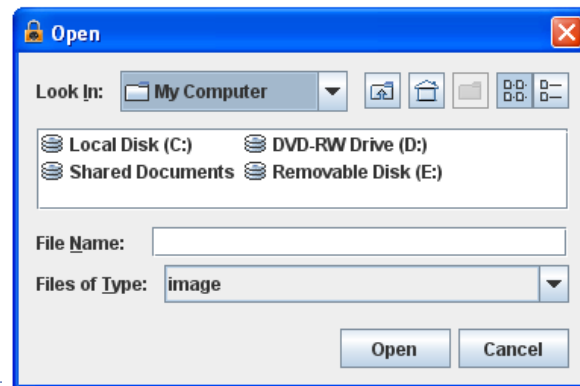 Open
Look In: My Computer
Local Disk (C:) DVD-RW Drive (D:)
Shared Documents Removable Disk (E:)
File Name:
Files of Type: image
Open Cancel